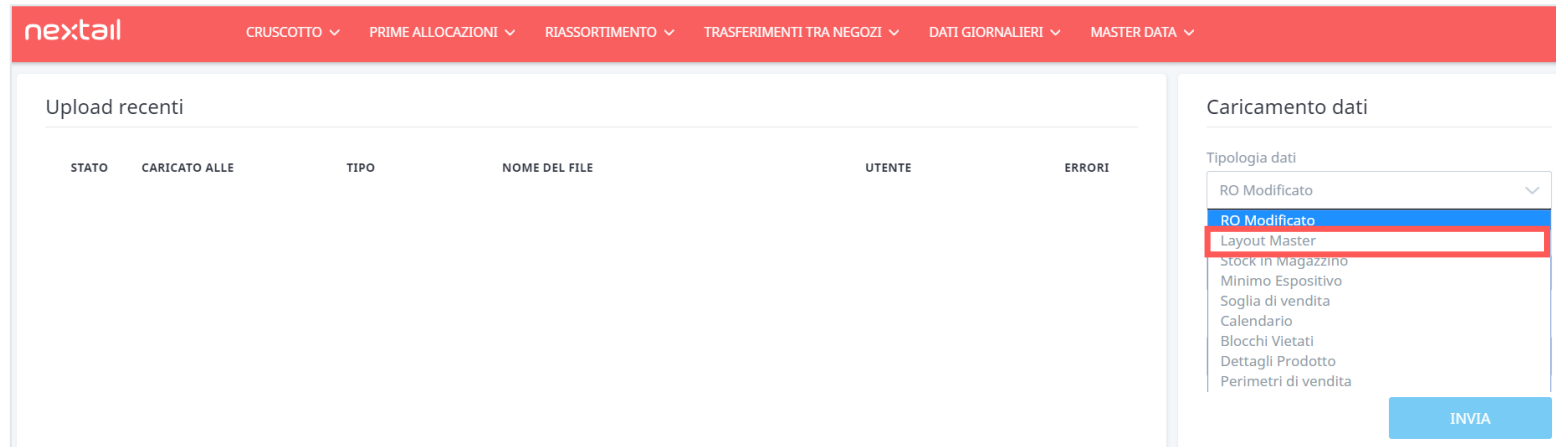 nextail CRUSCOTTO PRIME ALLOCAZIONI RIASSORTIMENTO TRASFERIMENTI TRA NEGOZI DATI GIORNALIERI MASTER DATA
Upload recenti
STATO CARICATO ALLE TIPO NOME DEL FILE UTENTE ERRORI
Caricamento dati
Tipologia dati
RO Modificato
RO Modificato
Layout Master
Stock in Magazzino
Minimo Espositivo
Soglia di vendita
Calendario
Blocchi Vietati
Dettagli Prodotto
Perimetri di vendita
INVIA